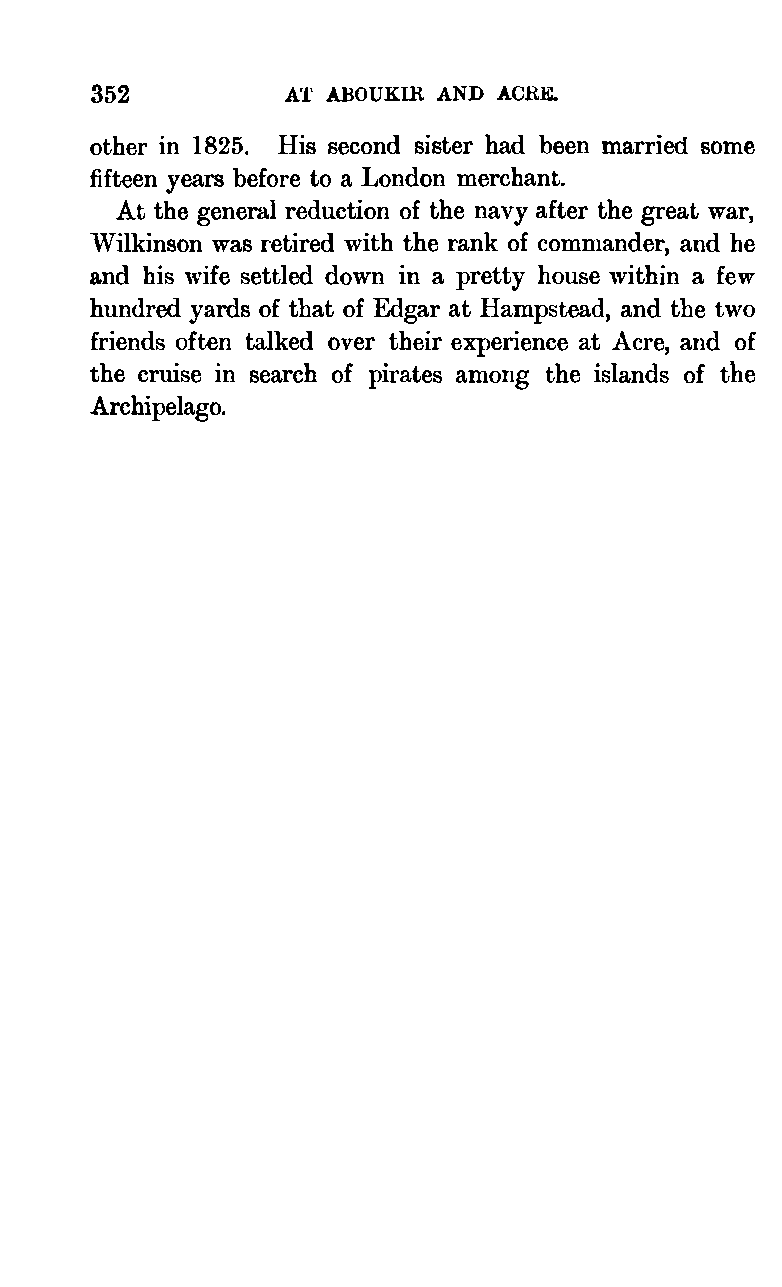 352 AT ABOUKIR AND ACRE.
other in 1825. His second sister had been married some
fifteen years before to a London merchant.
At the general reduction of the navy after the great war,
Wilkinson was retired with the rank of commander, and he
and his wife settled down in a pretty house within a few
hundred yards of that of Edgar at Hampstead, and the two
friends often talked over their experience at Acre, and of
the cruise in search of pirates among the islands of the
Archipelago.